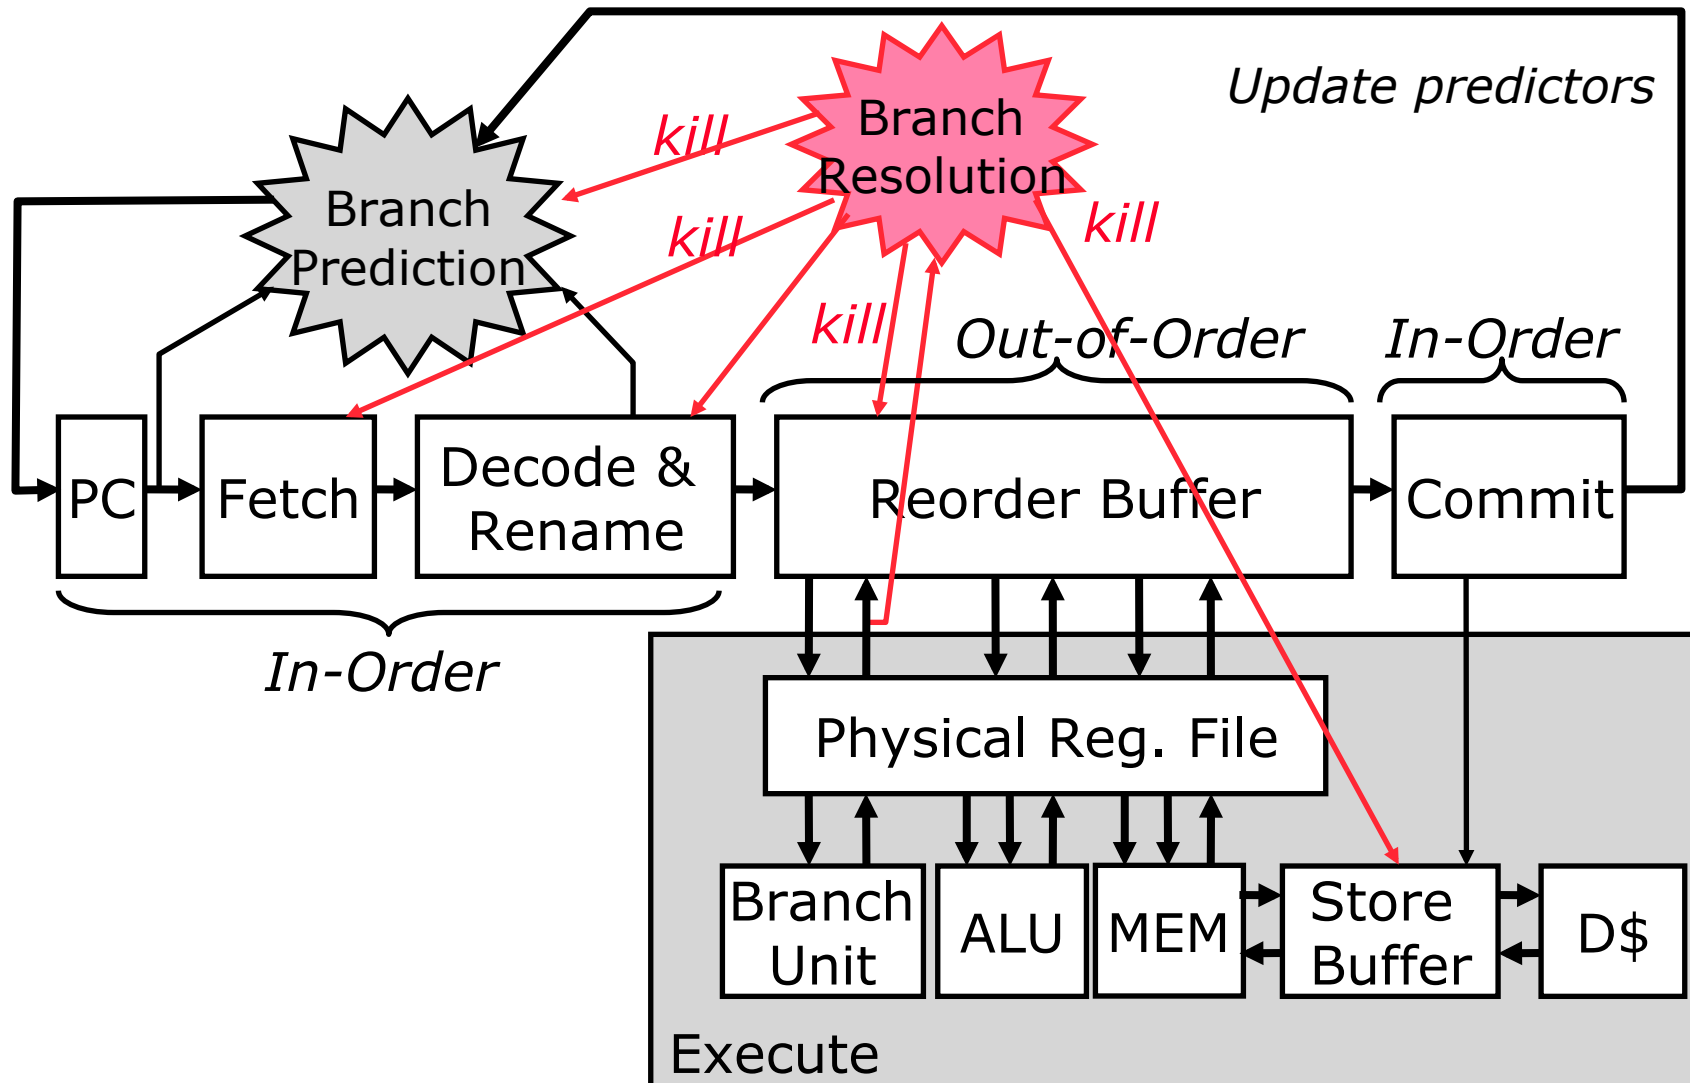 Update predictors
Branch
Resolution
kill
Branch
Prediction
kill
kill
kill
Out-of-Order
In-Order
PC
Fetch
Decode &
Rename
Reorder Buffer
Commit
In-Order
Physical Reg. File
Branch
Unit
ALU
MEM
Store
Buffer
D$
Execute